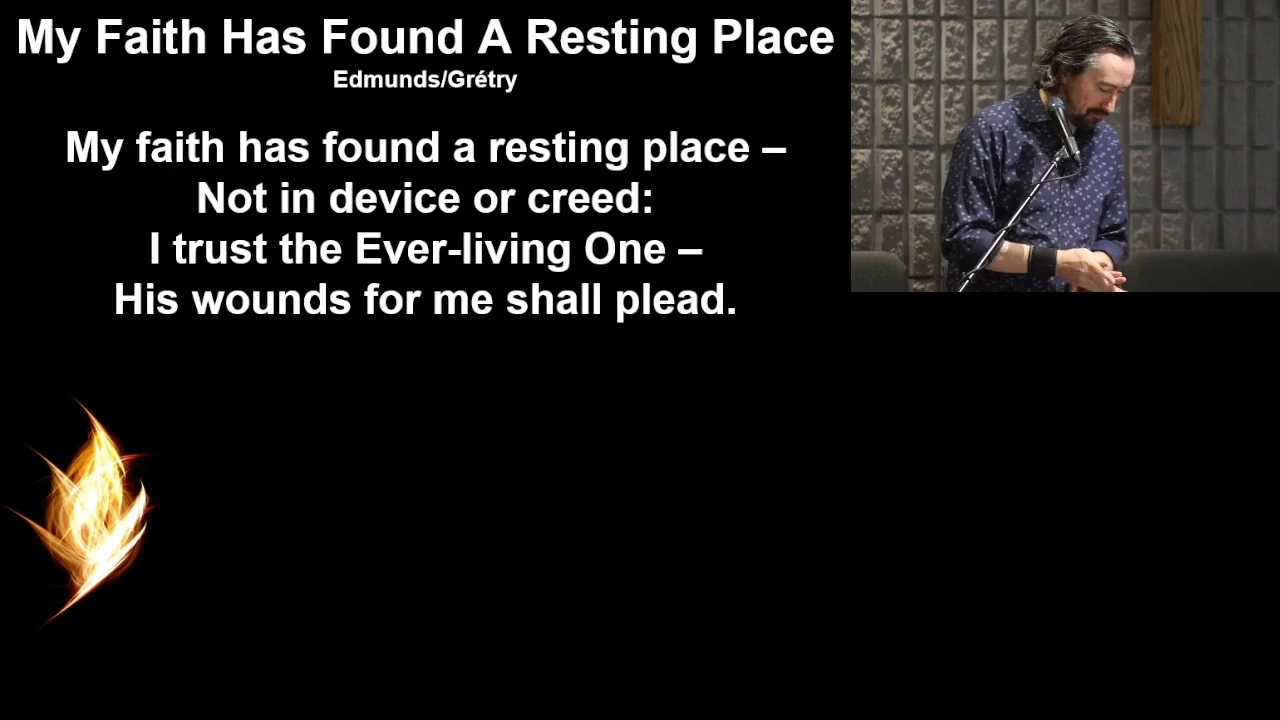 My Faith Has Found A Resting Place
Edmunds/Grétry
My faith has found a resting place –
Not in device or creed:
I trust the Ever-living One –
His wounds for me shall plead.